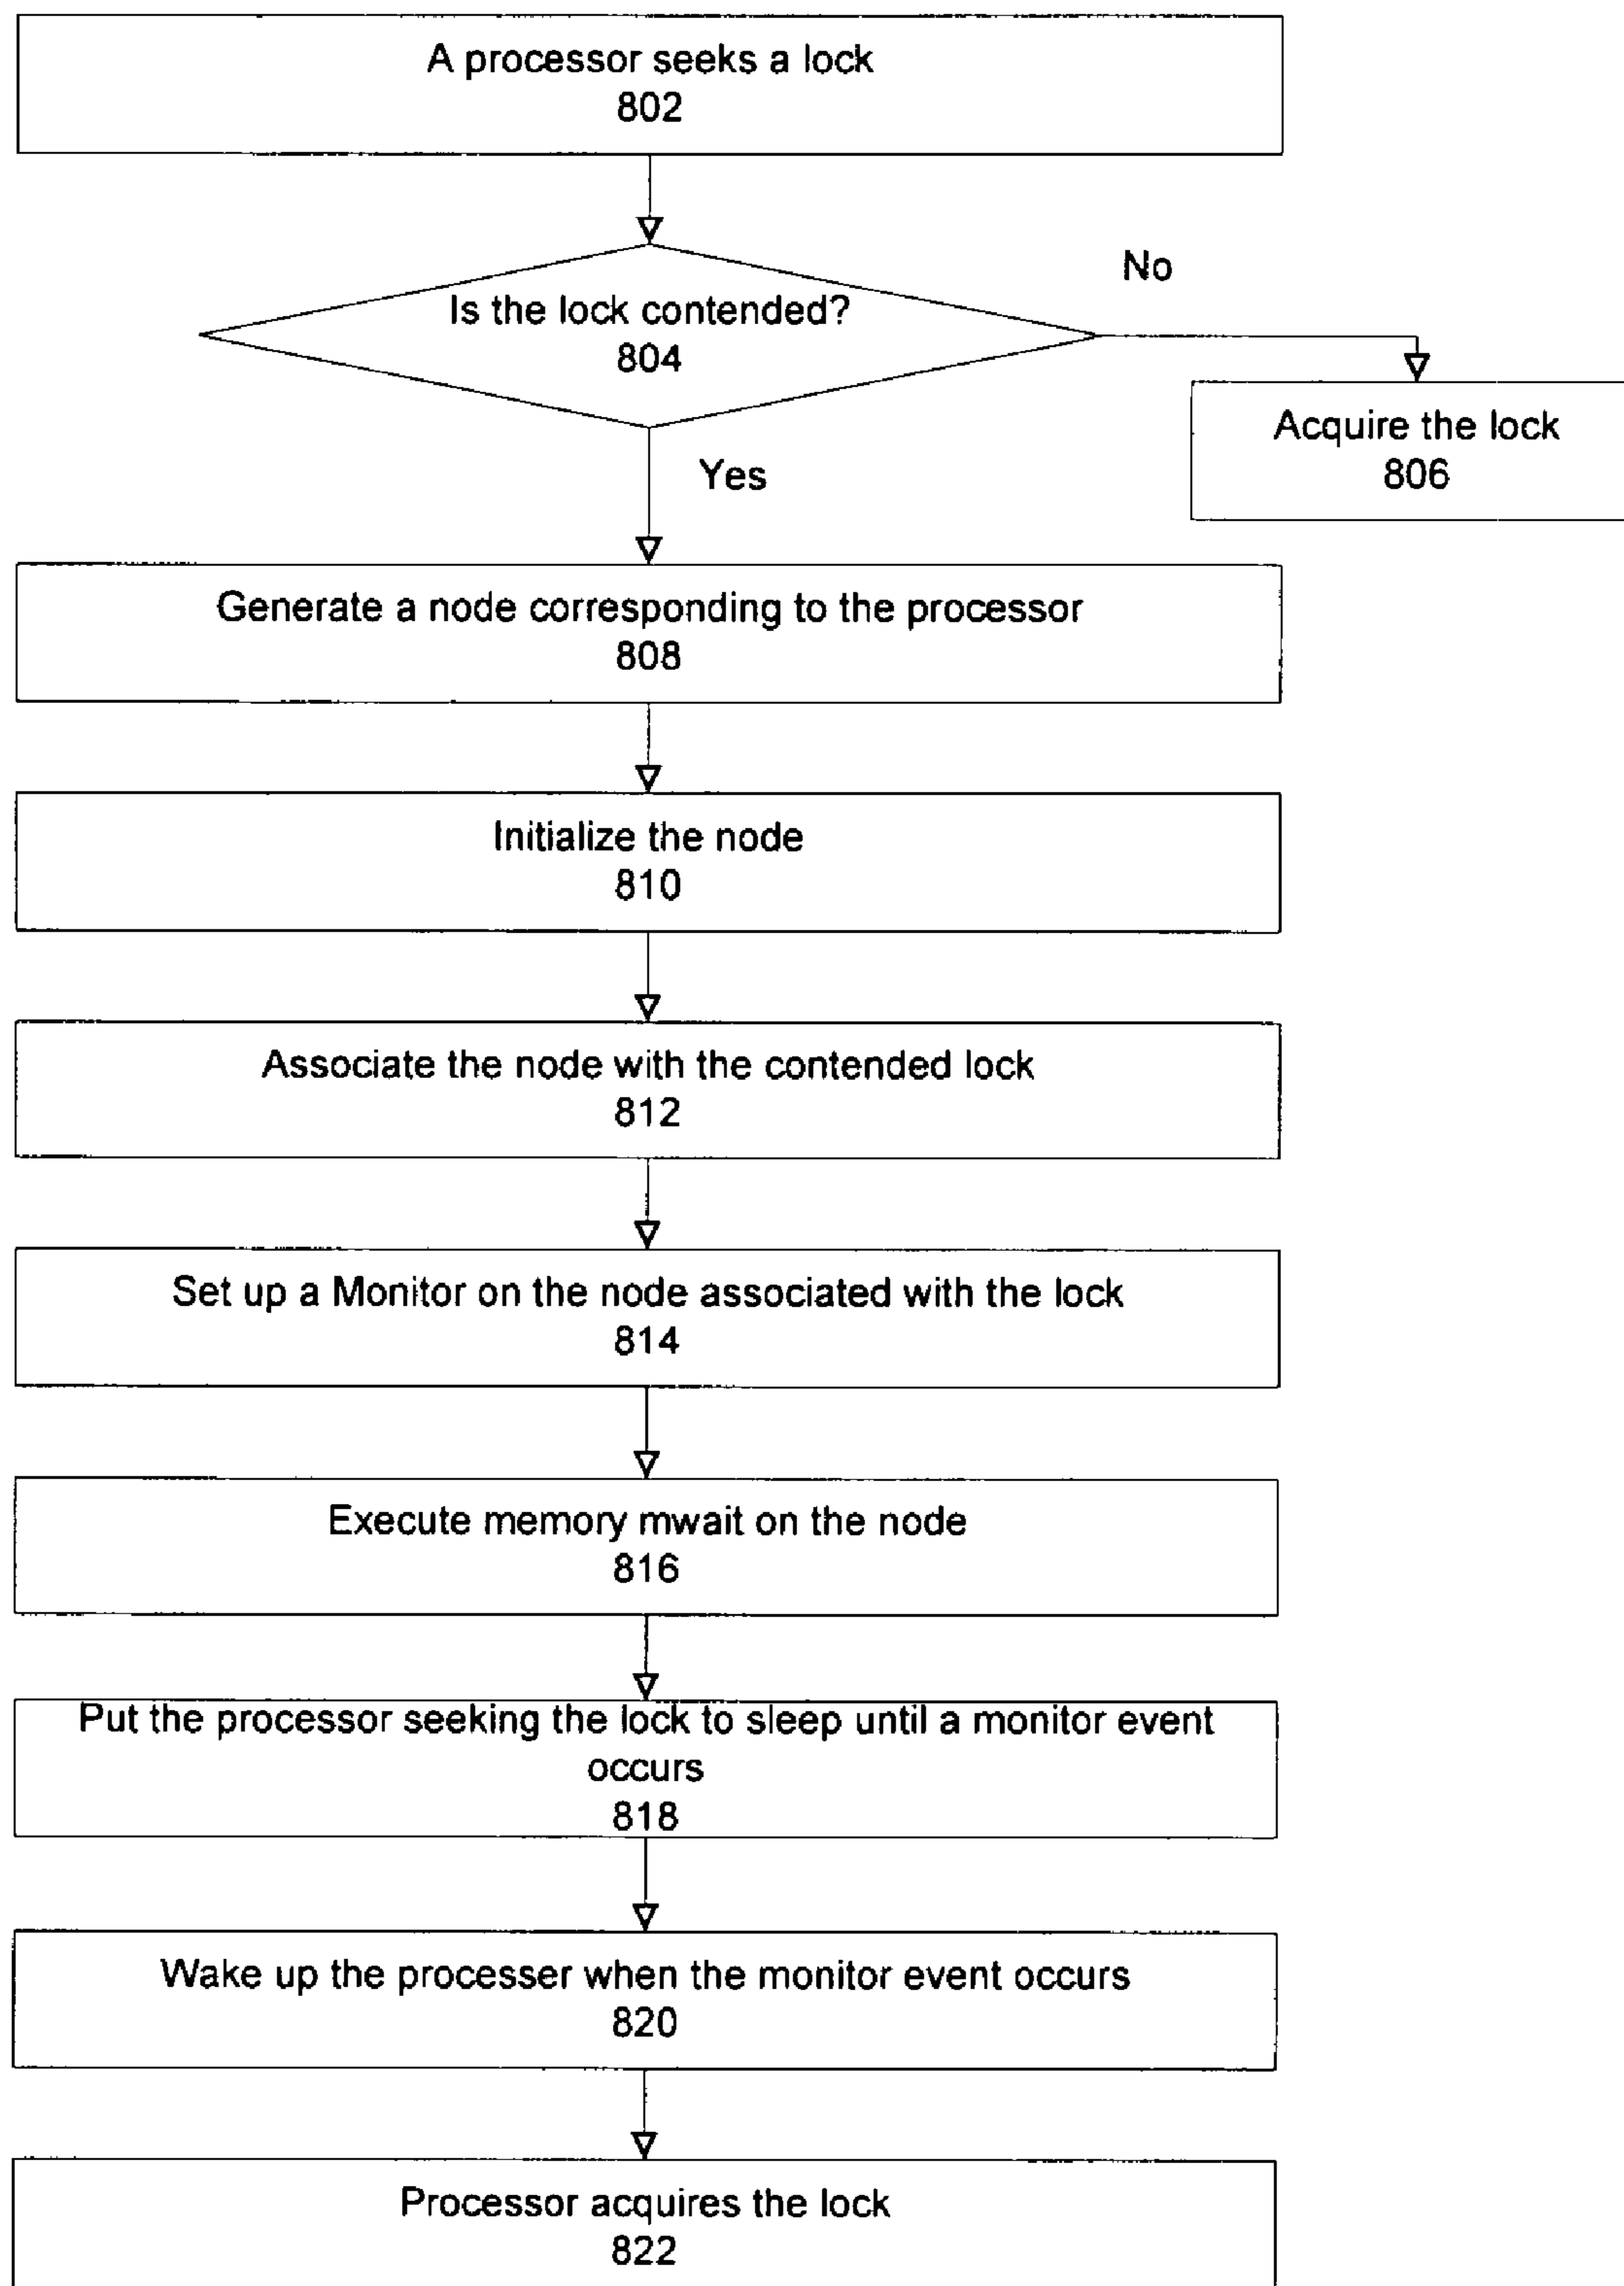 A processor seeks a lock
802
Is the lock contended?
804
No
Acquire the lock
806
Yes
Generate a node corresponding to the processor
808
Initialize the node
810
Associate the node with the contended lock
812
Set up a Monitor on the node associated with the lock
814
Execute memory mwait on the node
816
Put the processor seeking the lock to sleep until a monitor event
occurs
818
Wake up the processer when the monitor event occurs
820
Processor acquires the lock
822